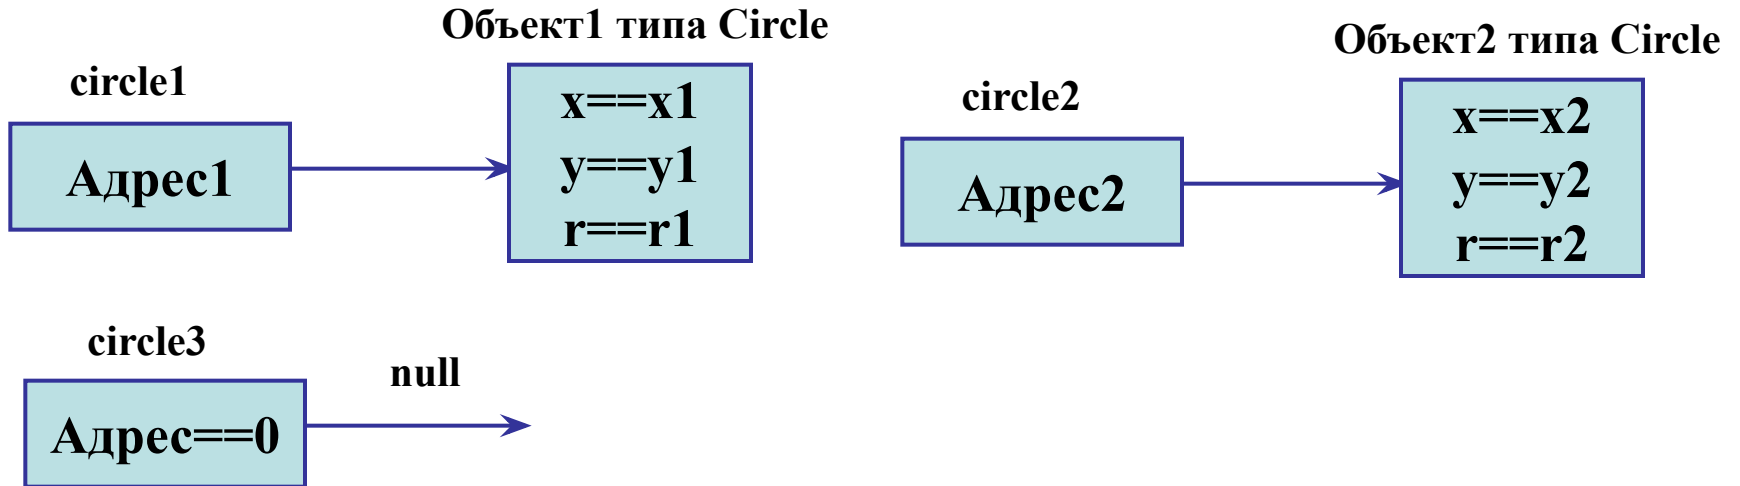 Объект1 типа Circle
circle1
Адрес1
x==x1
y==y1
r==r1
Объект2 типа Circle
circle2
Адрес2
x==x2
y==y2
r==r2
circle3
Адрес==0
null